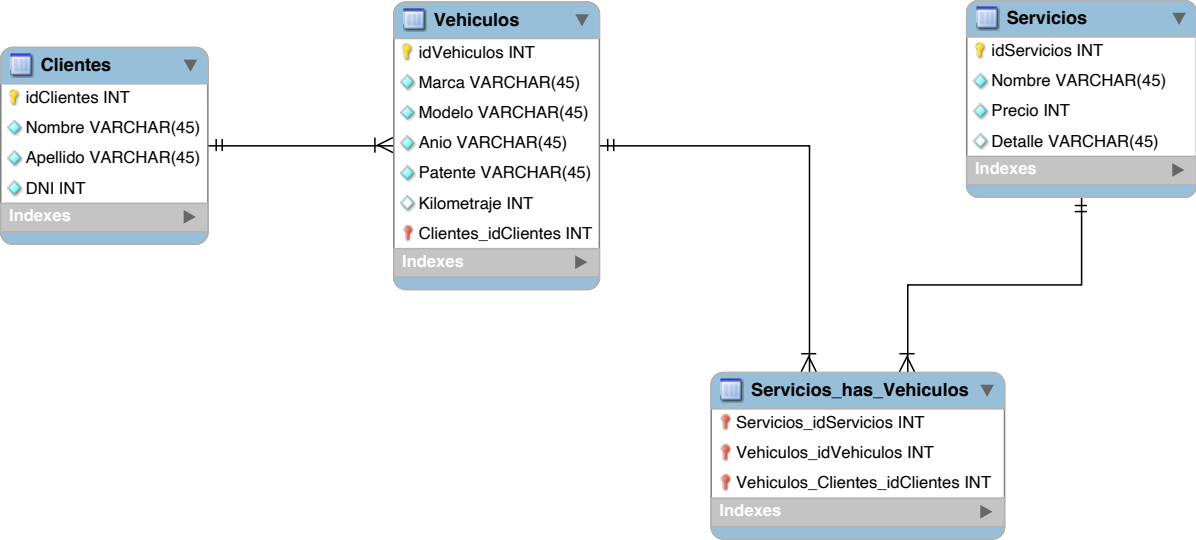 Clientes
idClientes INT
Nombre VARCHAR(45)
Apellido VARCHAR(45)
DNI INT
Indexes
Vehiculos
idVehiculos INT
Marca VARCHAR(45)
Modelo VARCHAR(45)
Anio VARCHAR(45)
Patente VARCHAR(45)
Kilometraje INT
Clientes_idClientes INT
Indexes
Servicios
idServicios INT
Nombre VARCHAR(45)
Precio INT
Detalle VARCHAR(45)
Indexes
Servicios_has_Vehiculos
Servicios_idServicios INT
Vehiculos_idVehiculos INT
Vehiculos_Clientes_idClientes INT
Indexes